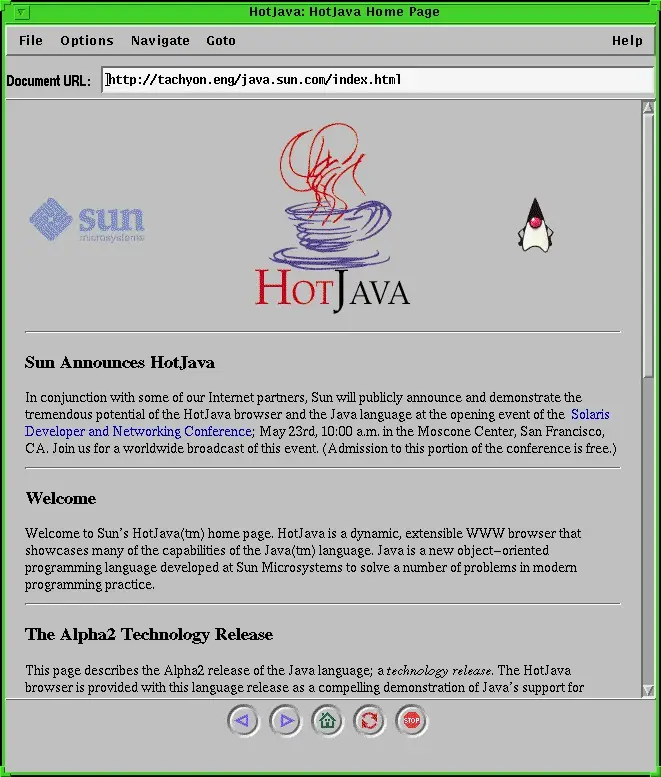 HotJava: HotJava Home Page
File Options Navigate Goto Help
Document URL: http://tachyon.eng/java.sun.com/index.html
sun
microsystems
HOTJAVA
Sun Announces HotJava
In conjunction with some of our Internet partners, Sun will publicly announce and demonstrate the
tremendous potential of the HotJava browser and the Java language at the opening event of the Solaris
Developer and Networking Conference; May 23rd, 10:00 a.m. in the Moscone Center, San Francisco,
CA. Join us for a worldwide broadcast of this event. (Admission to this portion of the conference is free.)
Welcome
Welcome to Sun's HotJava(tm) home page. HotJava is a dynamic, extensible WWW browser that
showcases many of the capabilities of the Java(tm) language. Java is a new object-oriented
programming language developed at Sun Microsystems to solve a number of problems in modern
programming practice.
The Alpha2 Technology Release
This page describes the Alpha2 release of the Java language; a technology release. The HotJava
browser is provided with this language release as a compelling demonstration of Java's support for
STOP